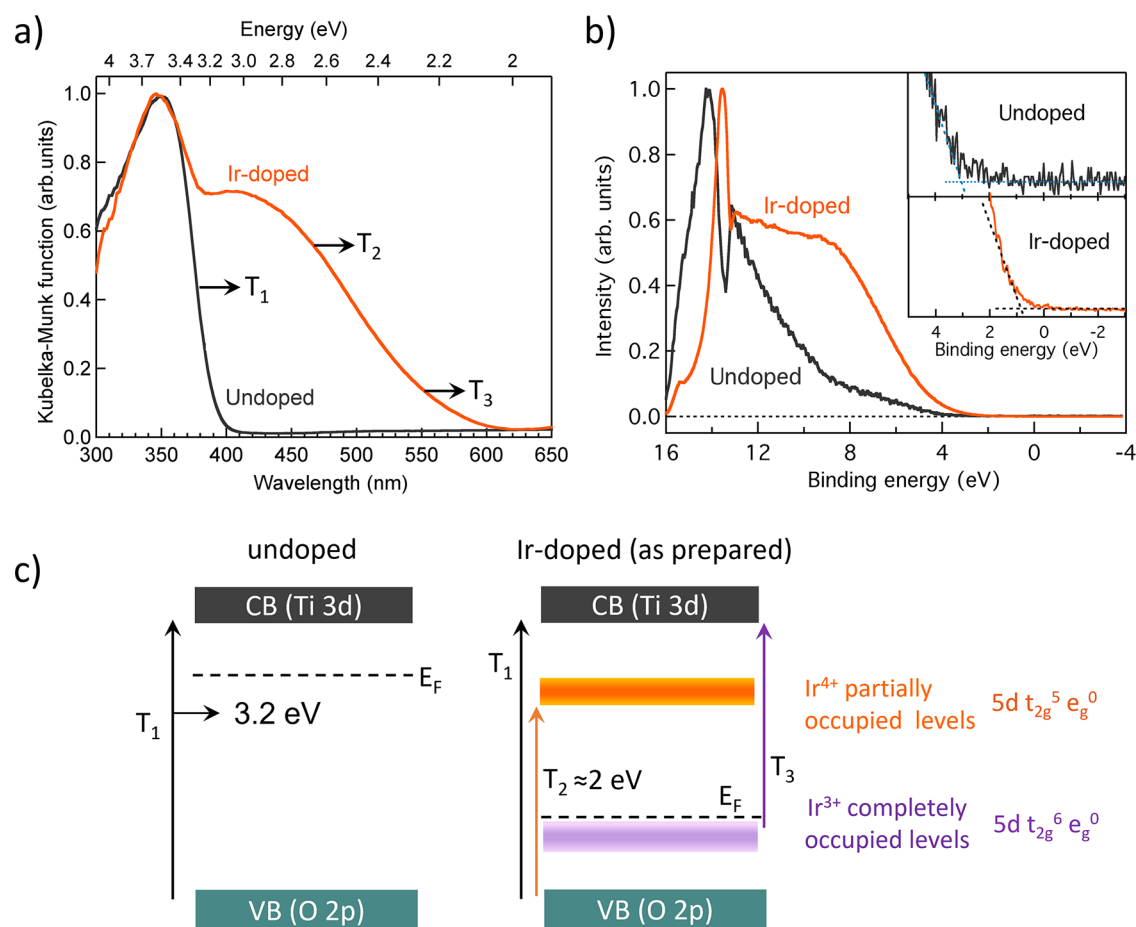 a)
Energy (eV)
4 3.7 3.4 3.2 3.0 2.8 2.6 2.4 2.2 2
Kubelka-Munk function (arb.units)
1.0
0.8
0.6
0.4
0.2
0.0
Ir-doped
T2
T1
T3
Undoped
300 350 400 450 500 550 600 650
Wavelength (nm)
b)
Intensity (arb. units)
1.0
0.8
0.6
0.4
0.2
0.0
Ir-doped
Undoped
16 12 8 4 0 -4
Binding energy (eV)
Undoped
Ir-doped
4 2 0 -2
Binding energy (eV)
c)
undoped
CB (Ti 3d)
EF
T1
3.2 eV
VB (O 2p)
Ir-doped (as prepared)
CB (Ti 3d)
T1
T2 ≈2 eV
EF
T3
VB (O 2p)
Ir4+ partially
occupied levels
5d t2g5 eg0
Ir3+ completely
occupied levels
5d t2g6 eg0